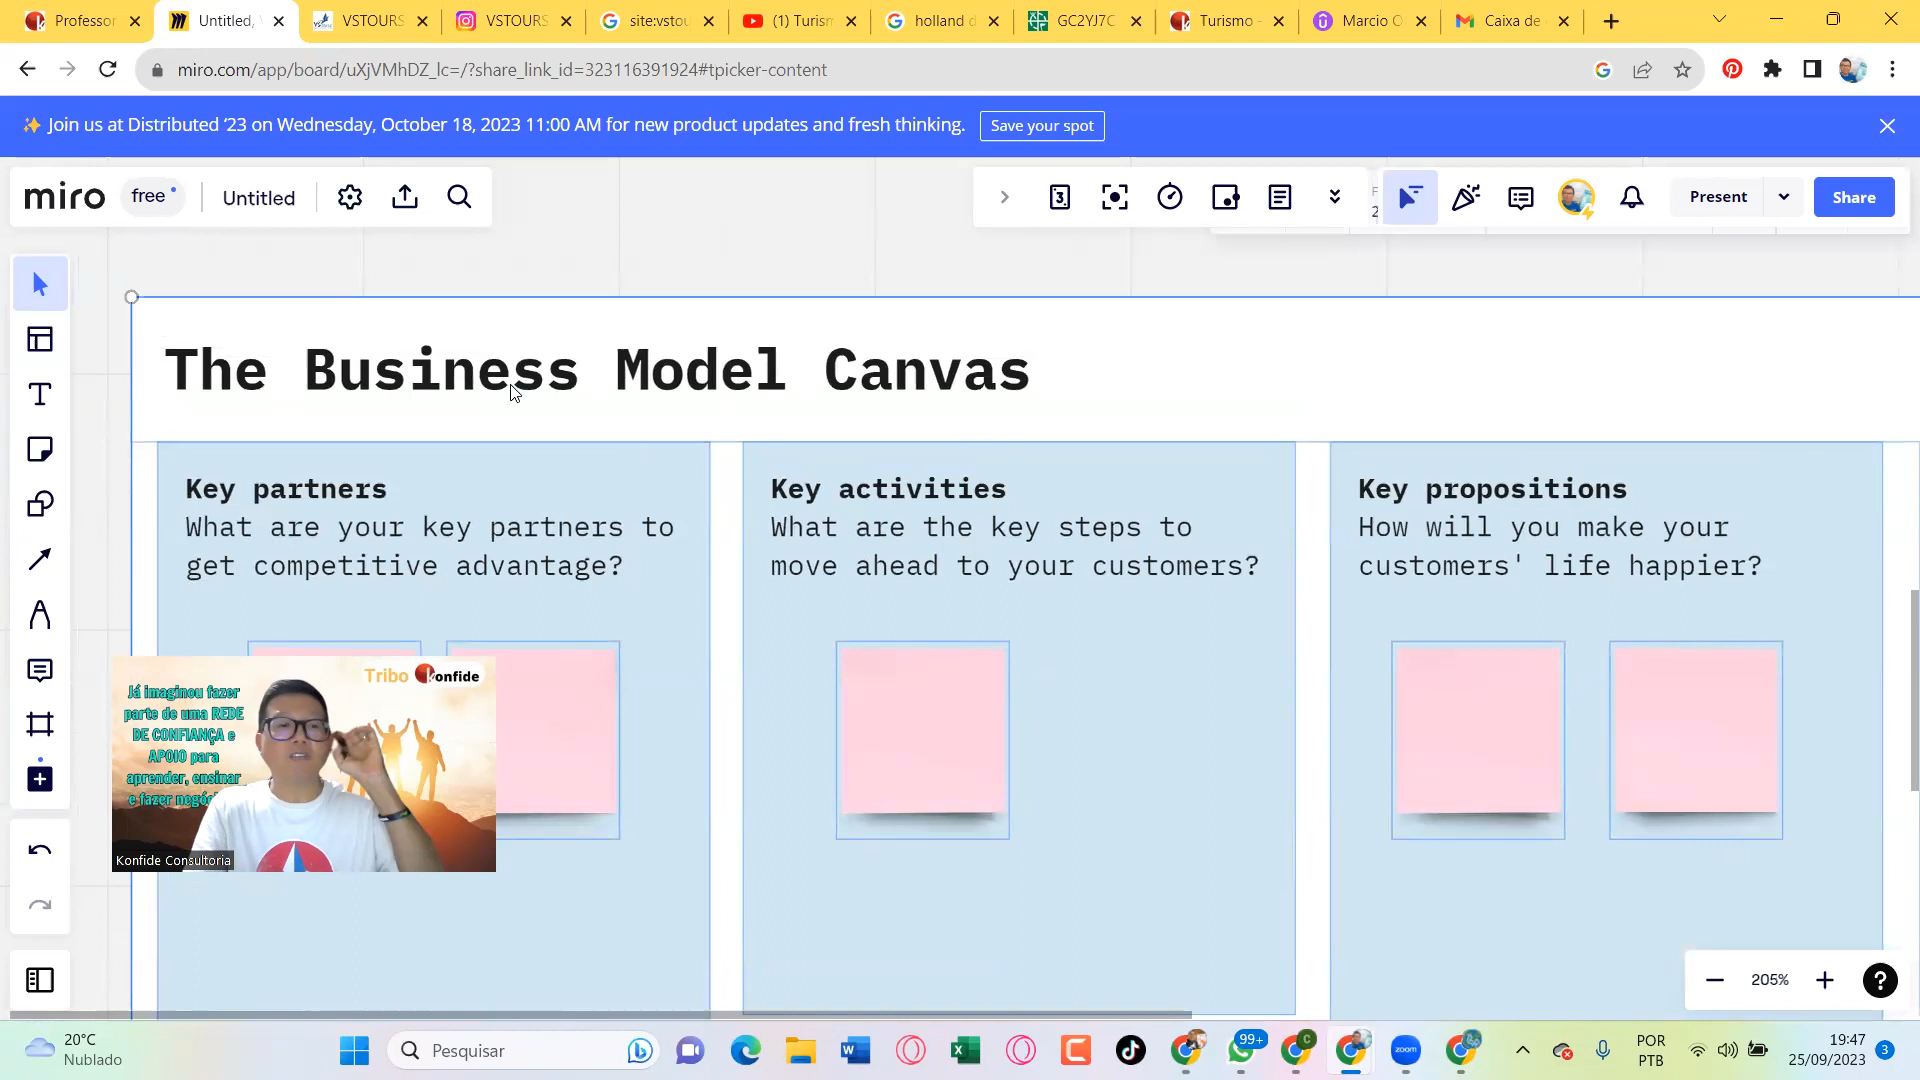 Professor
Untitled,
VSTOURS
VSTOURS
site:vstou
(1) Turism
holland d
GC2YJ7C
Turismo -
Marcio O
Caixa de
miro.com/app/board/uXjVMhDZ_lc=/?share_link_id=323116391924#tpicker-content
Join us at Distributed ‘23 on Wednesday, October 18, 2023 11:00 AM for new product updates and fresh thinking.
Save your spot
miro
free
Untitled
Present
Share
The Business Model Canvas
Key partners
What are your key partners to
get competitive advantage?
Key activities
What are the key steps to
move ahead to your customers?
Key propositions
How will you make your
customers' life happier?
Tribo Konfide
Já imaginou fazer
parte de uma REDE
DE CONFIANÇA e
APOIO para
aprender, ensinar
e fazer
Konfide Consultoria
205%
20°C
Nublado
Pesquisar
99+
zoom
POR
PTB
19:47
25/09/2023
3